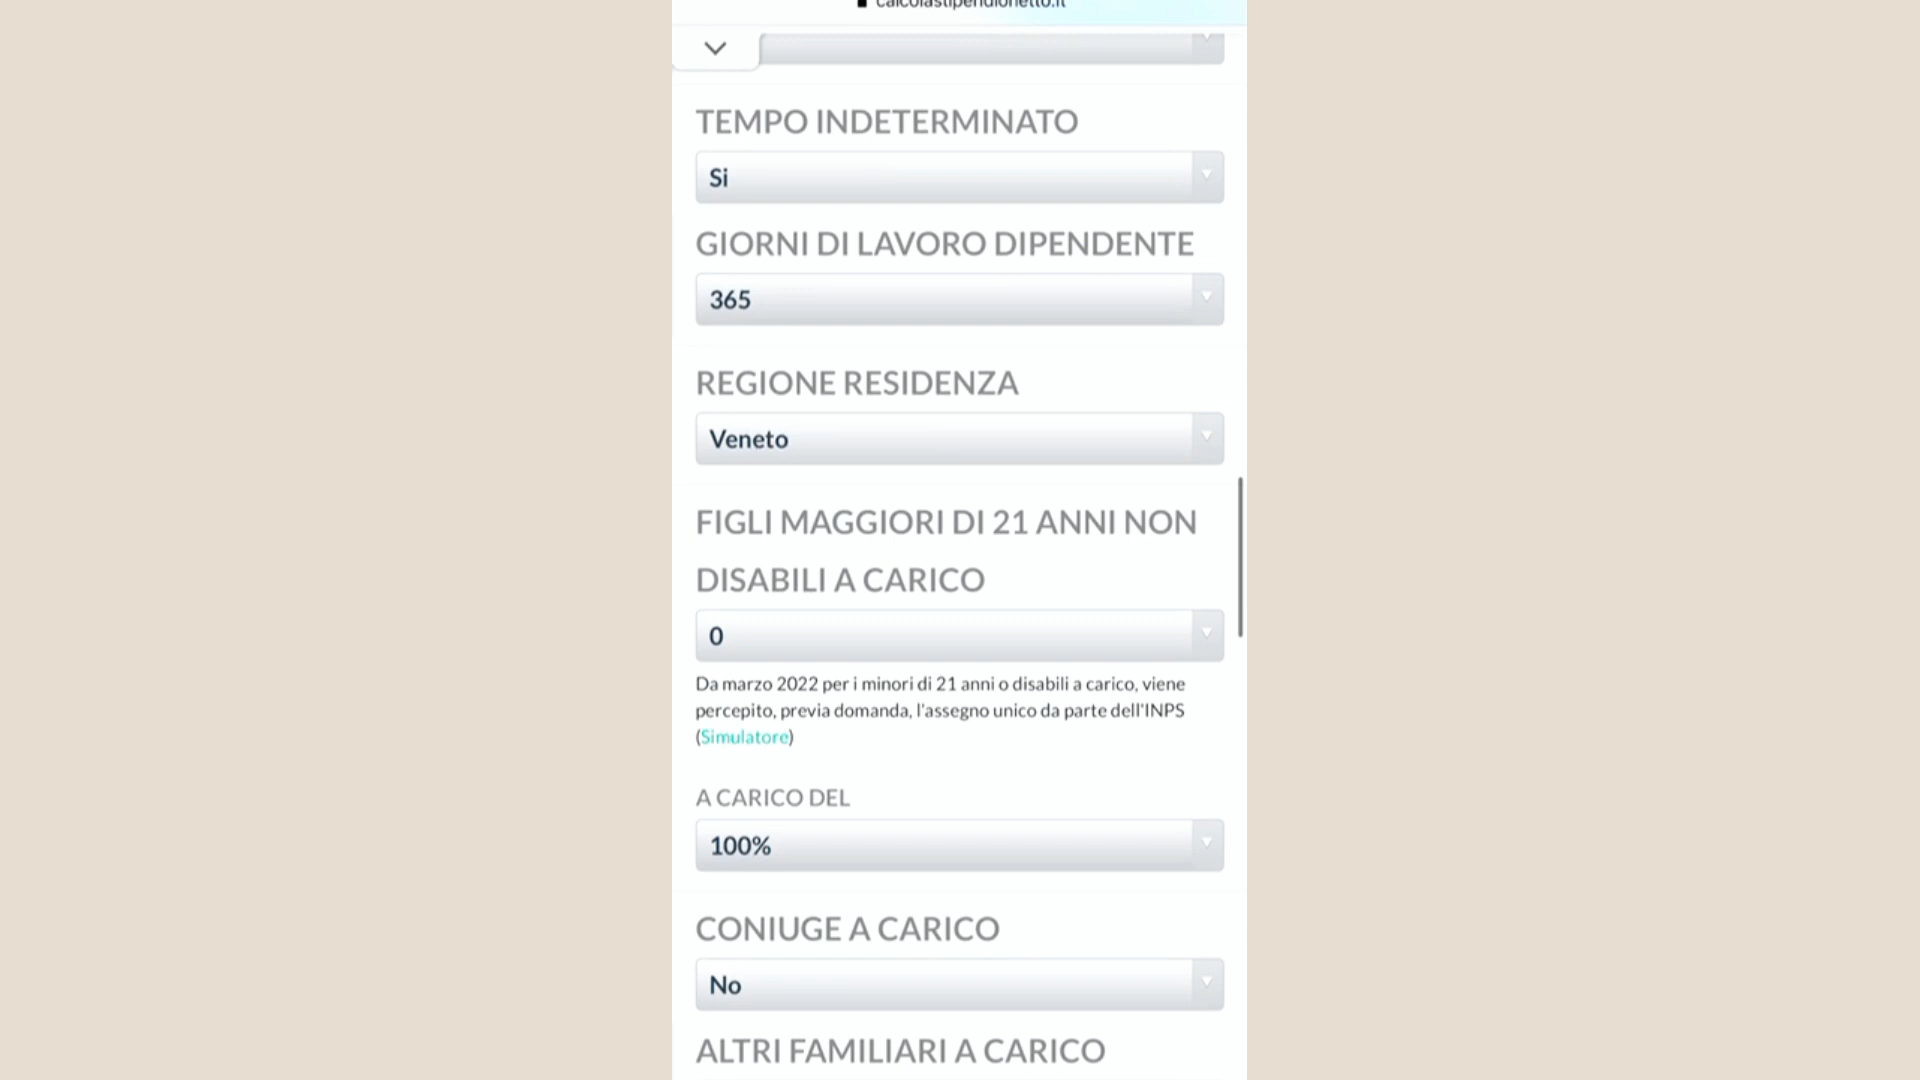 calcolastipendionetto.it
TEMPO INDETERMINATO
Si
GIORNI DI LAVORO DIPENDENTE
365
REGIONE RESIDENZA
Veneto
FIGLI MAGGIORI DI 21 ANNI NON
DISABILI A CARICO
0
Da marzo 2022 per i minori di 21 anni o disabili a carico, viene
percepito, previa domanda, l'assegno unico da parte dell'INPS
(Simulatore)
A CARICO DEL
100%
CONIUGE A CARICO
No
ALTRI FAMILIARI A CARICO